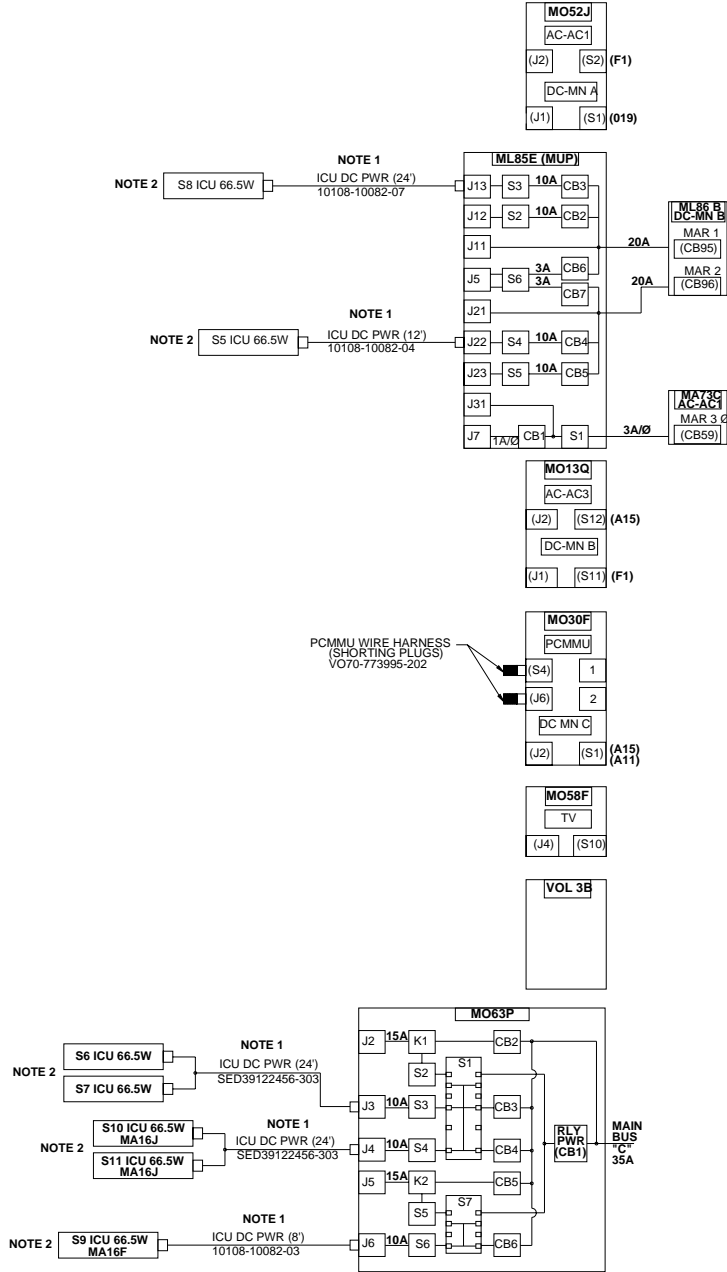 MO52J
AC-AC1
(J2) (S2) (F1)
DC-MN A
(J1) (S1) (019)
ML85E (MUP)
NOTE 1
NOTE 2 S8 ICU 66.5W ICU DC PWR (24')
10108-10082-07
J13 S3 10A CB3
J12 S2 10A CB2
J11 20A
J5 S6 3A CB6
3A CB7
J21 20A
NOTE 1
NOTE 2 S5 ICU 66.5W ICU DC PWR (12')
10108-10082-04
J22 S4 10A CB4
J23 S5 10A CB5
J31
J7 1A/Ø CB1 S1 3A/Ø
ML86 B
DC-MN B
MAR 1
(CB95)
MAR 2
(CB96)
MA73C
AC-AC1
MAR 3 Ø
(CB59)
MO13Q
AC-AC3
(J2) (S12) (A15)
DC-MN B
(J1) (S11) (F1)
MO30F
PCMMU
PCMMU WIRE HARNESS
(SHORTING PLUGS)
VO70-773995-202
(S4) 1
(J6) 2
DC MN C
(J2) (S1) (A15)
(A11)
MO58F
TV
(J4) (S10)
VOL 3B
MO63P
J2 15A K1 CB2
S2 S1
NOTE 2 S6 ICU 66.5W
S7 ICU 66.5W
NOTE 1
ICU DC PWR (24')
SED39122456-303
J3 10A S3 CB3
NOTE 2 S10 ICU 66.5W
MA16J
S11 ICU 66.5W
MA16J
NOTE 1
ICU DC PWR (24')
SED39122456-303
J4 10A S4 CB4
RLY
PWR
(CB1)
MAIN
BUS
"C"
35A
J5 15A K2 CB5
S5 S7
NOTE 1
NOTE 2 S9 ICU 66.5W
MA16F
ICU DC PWR (8')
10108-10082-03
J6 10A S6 CB6